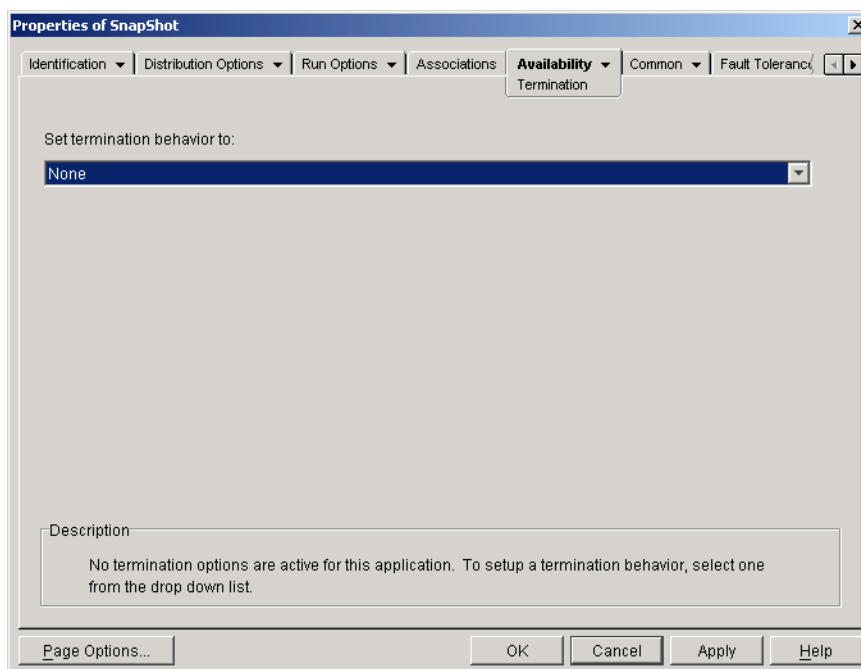 Properties of SnapShot
Identification Distribution Options Run Options Associations Availability Common Fault Tolerance
Termination
Set termination behavior to:
None
Description
No termination options are active for this application. To setup a termination behavior, select one
from the drop down list.
Page Options... OK Cancel Apply Help